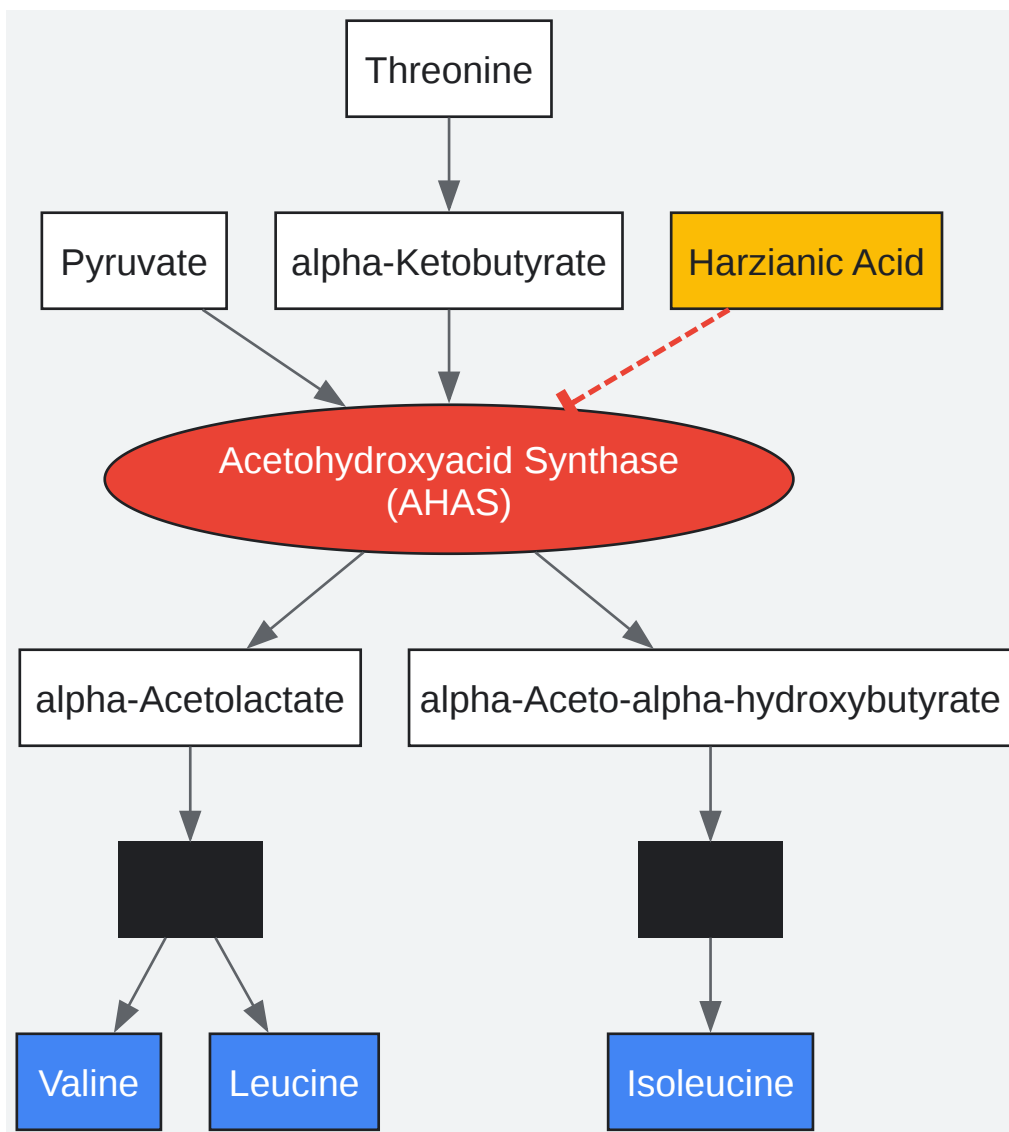 Threonine
Pyruvate
alpha-Ketobutyrate
Harzianic Acid
Acetohydroxyacid Synthase
(AHAS)
alpha-Acetolactate
alpha-Aceto-alpha-hydroxybutyrate
Valine
Leucine
Isoleucine